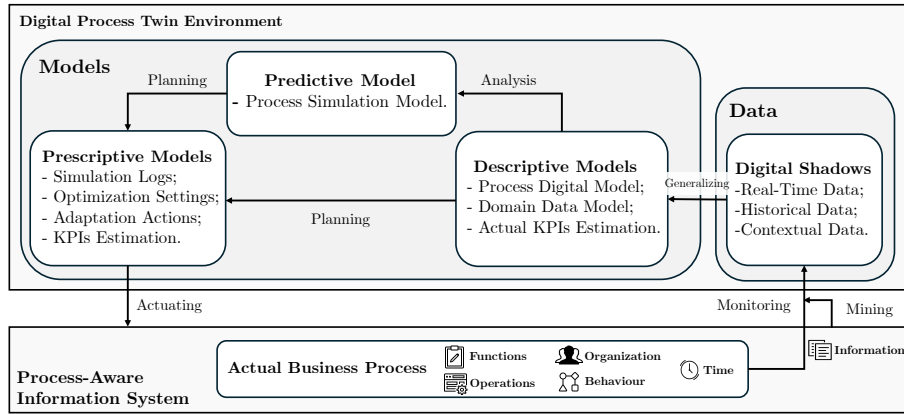 Digital Process Twin Environment
Models
Planning
Predictive Model
- Process Simulation Model.
Analysis
Data
Prescriptive Models
- Simulation Logs;
- Optimization Settings;
- Adaptation Actions;
- KPIs Estimation.
Planning
Descriptive Models
- Process Digital Model;
- Domain Data Model;
- Actual KPIs Estimation.
Generalizing
Digital Shadows
-Real-Time Data;
-Historical Data;
-Contextual Data.
Actuating
Monitoring
Mining
Process-Aware
Information System
Actual Business Process
Functions
Organization
Operations
Behaviour
Time
Information